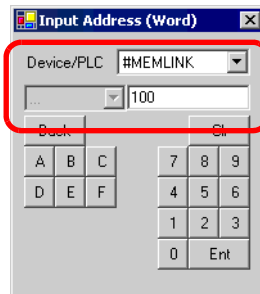 Input Address (Word)
Device/PLC #MEMLINK
... 100
Back Clr
A B C 7 8 9
D E F 4 5 6
1 2 3
0 Ent